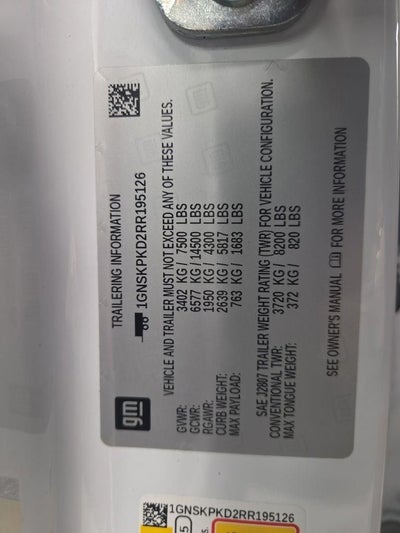 TRAILERING INFORMATION
1GNSKPKD2RR195126
VEHICLE AND TRAILER MUST NOT EXCEED ANY OF THESE VALUES.
GVWR: 3402 KG / 7500 LBS
GCWR: 6577 KG / 14500 LBS
RGAWR: 1950 KG / 4300 LBS
CURB WEIGHT: 2639 KG / 5817 LBS
MAX PAYLOAD: 763 KG / 1683 LBS
SAE J2807 TRAILER WEIGHT RATING (TWR) FOR VEHICLE CONFIGURATION.
CONVENTIONAL TWR: 3720 KG / 8200 LBS
MAX TONGUE WEIGHT: 372 KG / 820 LBS
SEE OWNER'S MANUAL FOR MORE INFORMATION
gm
1GNSKPKD2RR195126